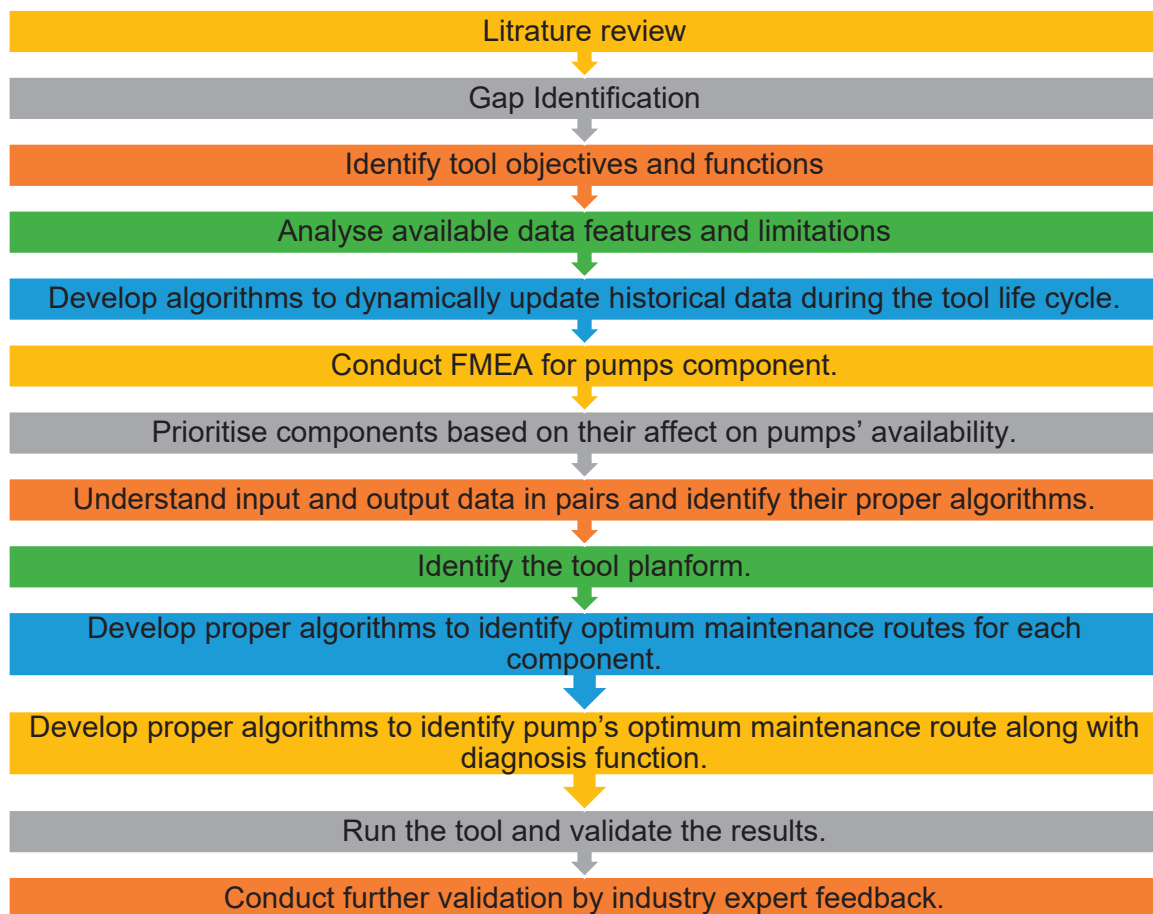 Litrature review
Gap Identification
Identify tool objectives and functions
Analyse available data features and limitations
Develop algorithms to dynamically update historical data during the tool life cycle.
Conduct FMEA for pumps component.
Prioritise components based on their affect on pumps’ availability.
Understand input and output data in pairs and identify their proper algorithms.
Identify the tool planform.
Develop proper algorithms to identify optimum maintenance routes for each
component.
Develop proper algorithms to identify pump’s optimum maintenance route along with
diagnosis function.
Run the tool and validate the results.
Conduct further validation by industry expert feedback.